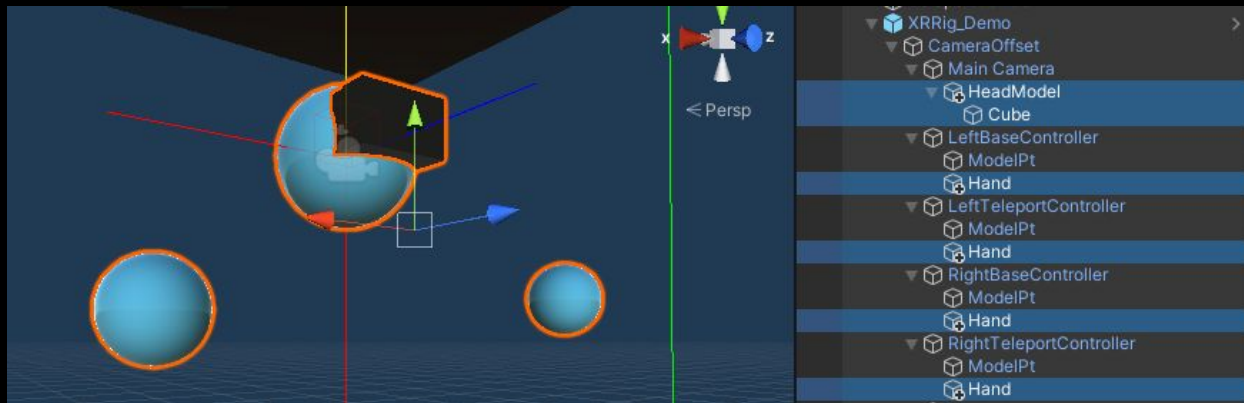 x
z
Persp
XRRig_Demo
CameraOffset
Main Camera
HeadModel
Cube
LeftBaseController
ModelPt
Hand
LeftTeleportController
ModelPt
Hand
RightBaseController
ModelPt
Hand
RightTeleportController
ModelPt
Hand